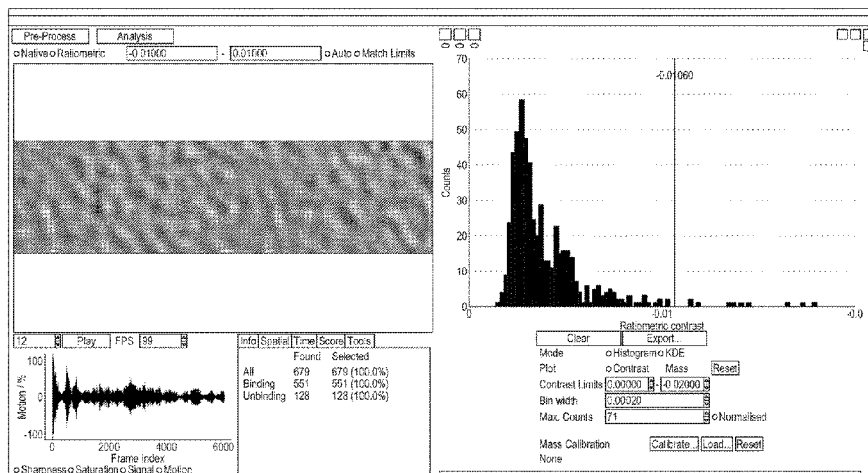 Pre-Process Analysis
Native Ratiometric -0.01000 - 0.01000 Auto Match Limits
12 Play FPS 99
100
0
-100
Motion / %
0 2000 4000 6000
Frame index
Sharpness Saturation Signal Motion
Info Spatial Time Score Tools
Found Selected
All 679 679 (100.0%)
Binding 551 551 (100.0%)
Unbinding 128 128 (100.0%)
-0.01060
70
60
50
40
30
20
10
0
Counts
0.0 -0.01 -0.0
Ratiometric contrast
Clear Export...
Mode Histogram KDE
Plot Contrast Mass Reset
Contrast Limits 0.00000 - -0.02000
Bin width 0.00020
Max. Counts 71 Normalised
Mass Calibration Calibrate... Load... Reset
None